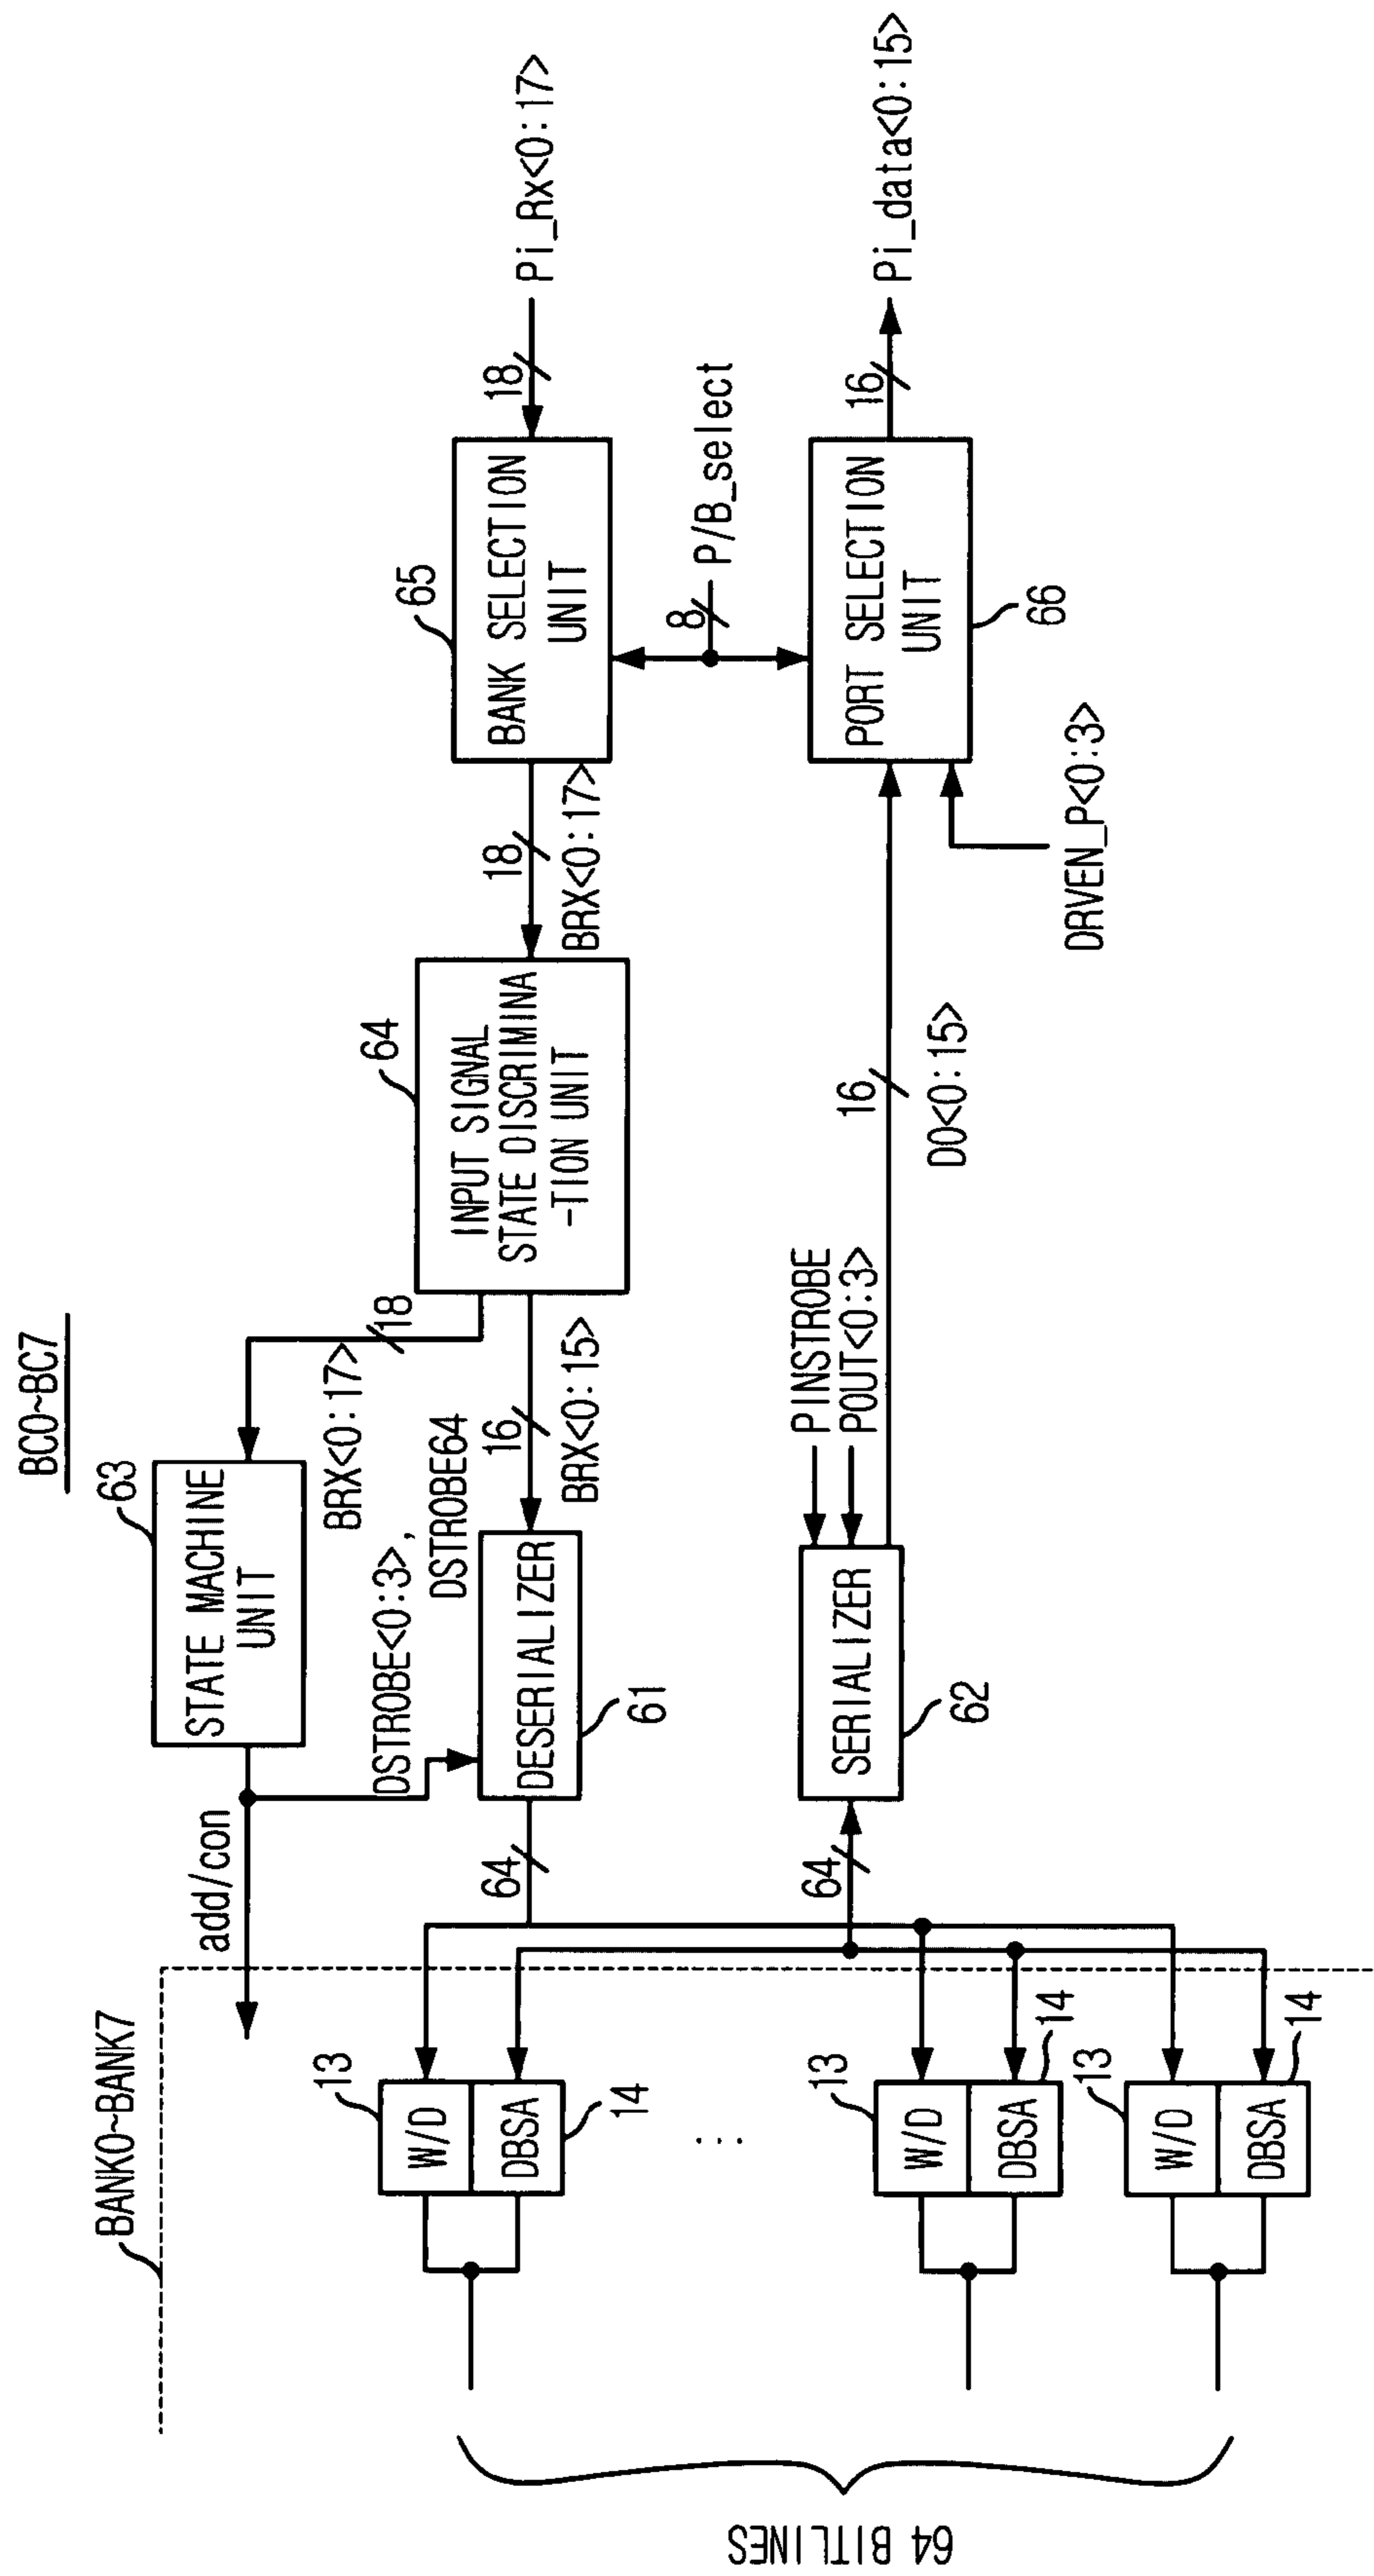 BC0~BC7
BANK0~BANK7
add/con
63
STATE MACHINE
UNIT
BRX<0:17>
18
DSTROBE<0:3>,
DSTROBE64
64
INPUT SIGNAL
STATE DISCRIMINA
-TION UNIT
65
BANK SELECTION
UNIT
18
BRX<0:17>
18
Pi_Rx<0:17>
64
DESERIALIZER
61
16
BRX<0:15>
8
P/B_select
64
SERIALIZER
62
PINSTROBE
POUT<0:3>
16
DO<0:15>
PORT SELECTION
UNIT
66
DRVEN_P<0:3>
16
Pi_data<0:15>
13
W/D
DBSA
14
...
13
W/D
DBSA
14
13
W/D
DBSA
14
64 BITLINES